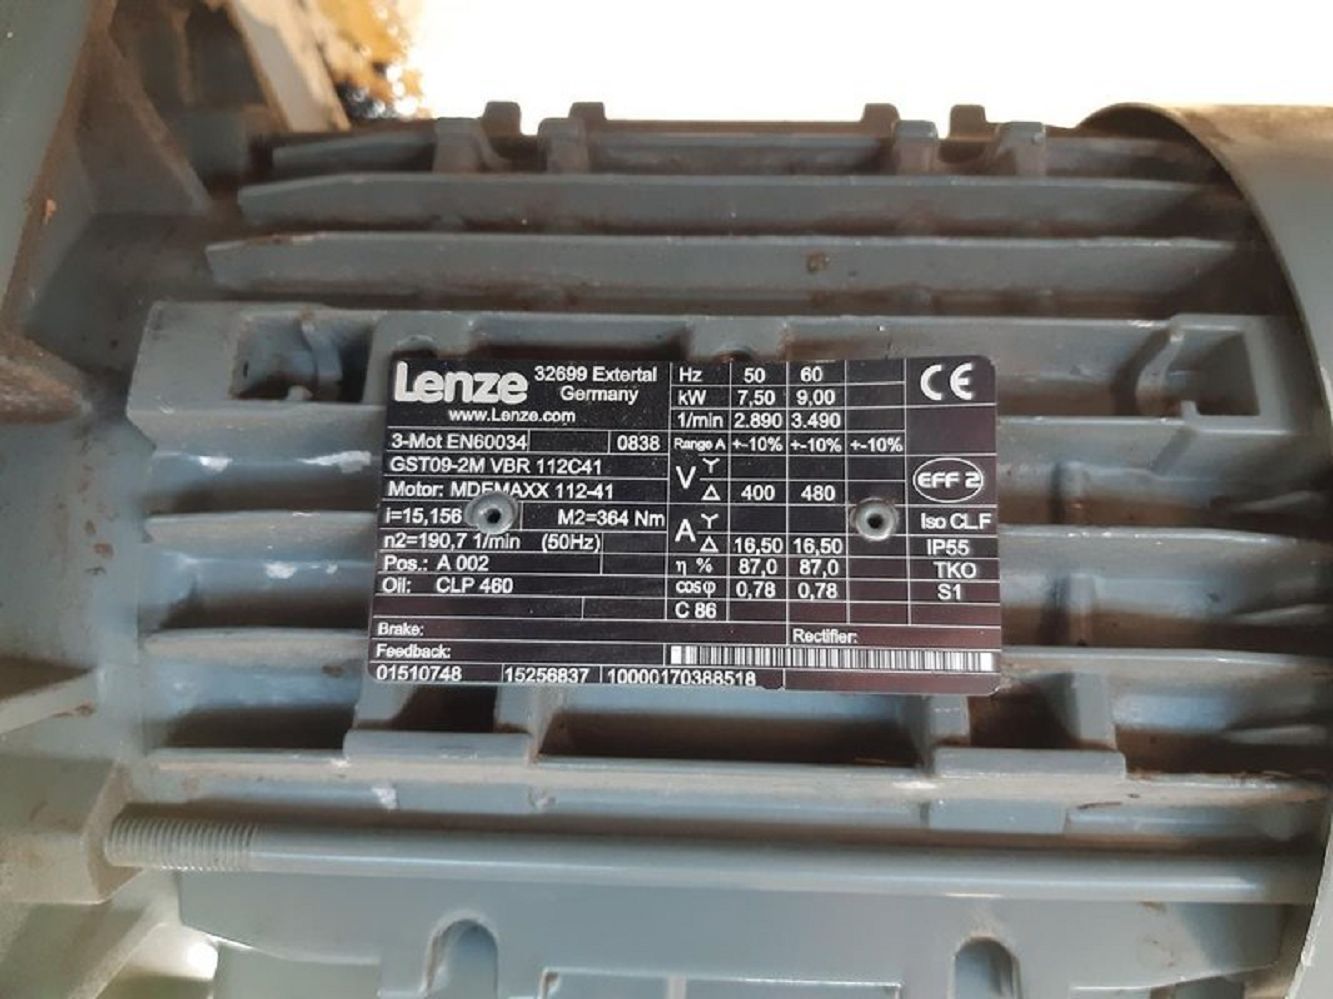 Lenze 32699 Extertal
Germany
www.Lenze.com
3-Mot EN60034 0838
GST09-2M VBR 112C41
Motor: MDEMAXX 112-41
i=15,156 M2=364 Nm
n2=190,7 1/min (50Hz)
Pos.: A 002
Oil: CLP 460
Hz 50 60
kW 7,50 9,00
1/min 2.890 3.490
Range A +-10% +-10% +-10%
V Y
Δ 400 480
A Y
Δ 16,50 16,50
η % 87,0 87,0
cosφ 0,78 0,78
C 86
CE
EFF 2
Iso CL.F
IP55
TKO
S1
Brake: Rectifier:
Feedback:
01510748 15256837 10000170388518